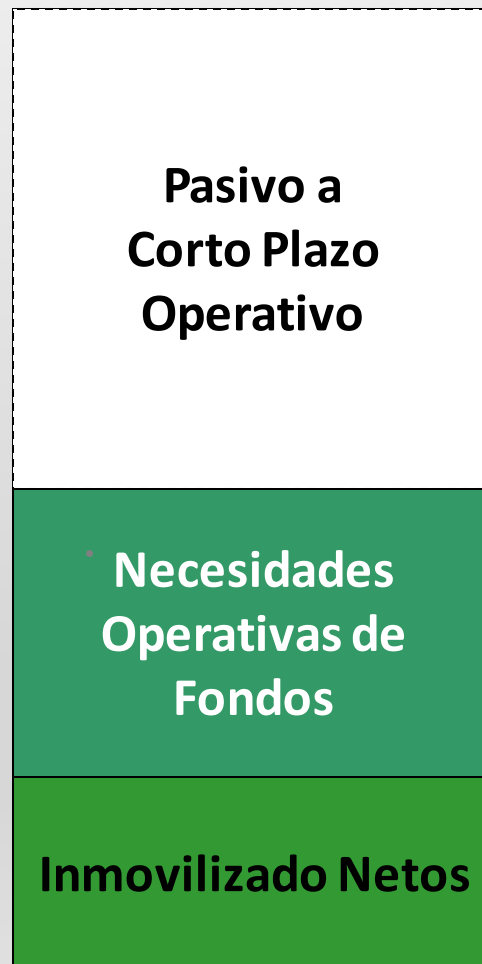 Pasivo a
Corto Plazo
Operativo
Necesidades
Operativas de
Fondos
Inmovilizado Netos